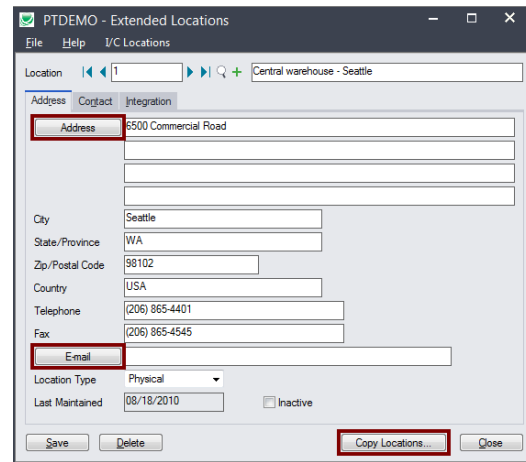 PTDEMO - Extended Locations
File Help I/C Locations
Location 1 Central warehouse - Seattle
Address Contact Integration
Address 6500 Commercial Road
City Seattle
State/Province WA
Zip/Postal Code 98102
Country USA
Telephone (206) 865-4401
Fax (206) 865-4545
E-mail
Location Type Physical
Last Maintained 08/18/2010 Inactive
Save Delete Copy Locations... Close